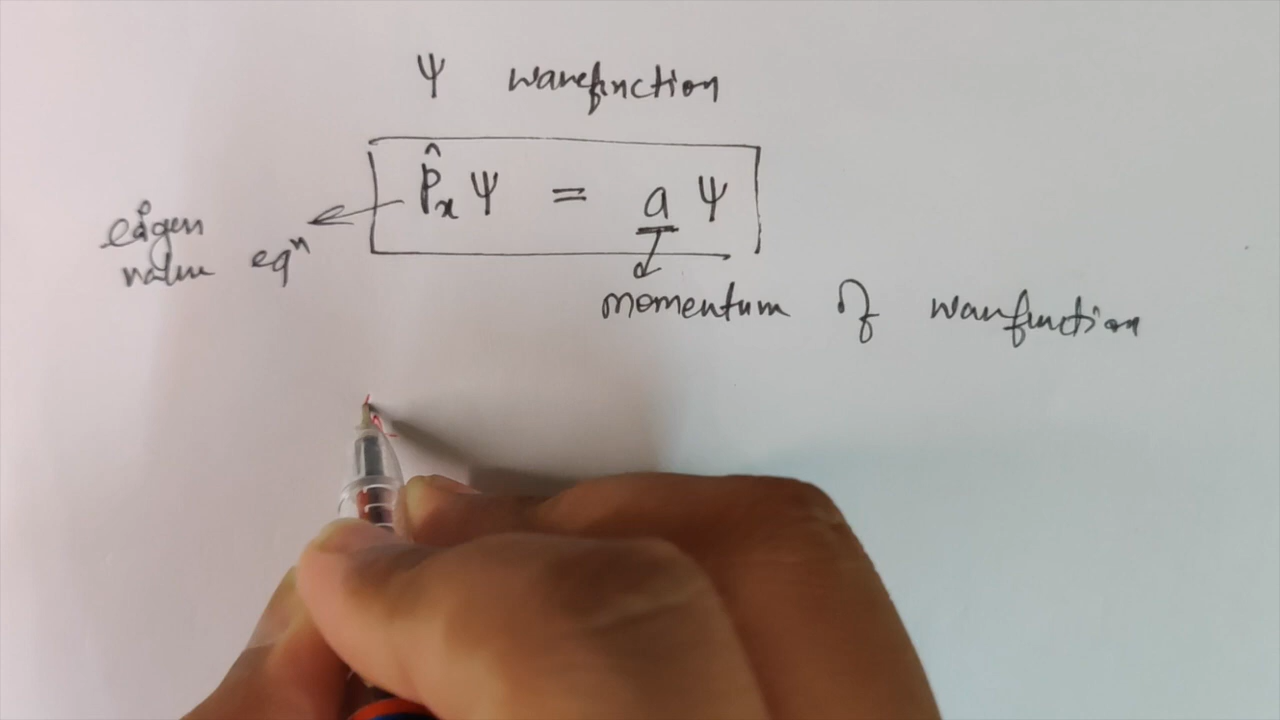 Ψ wavefunction
P̂ₓ Ψ = a Ψ
eigen
value eqⁿ
momentum of wavefunction